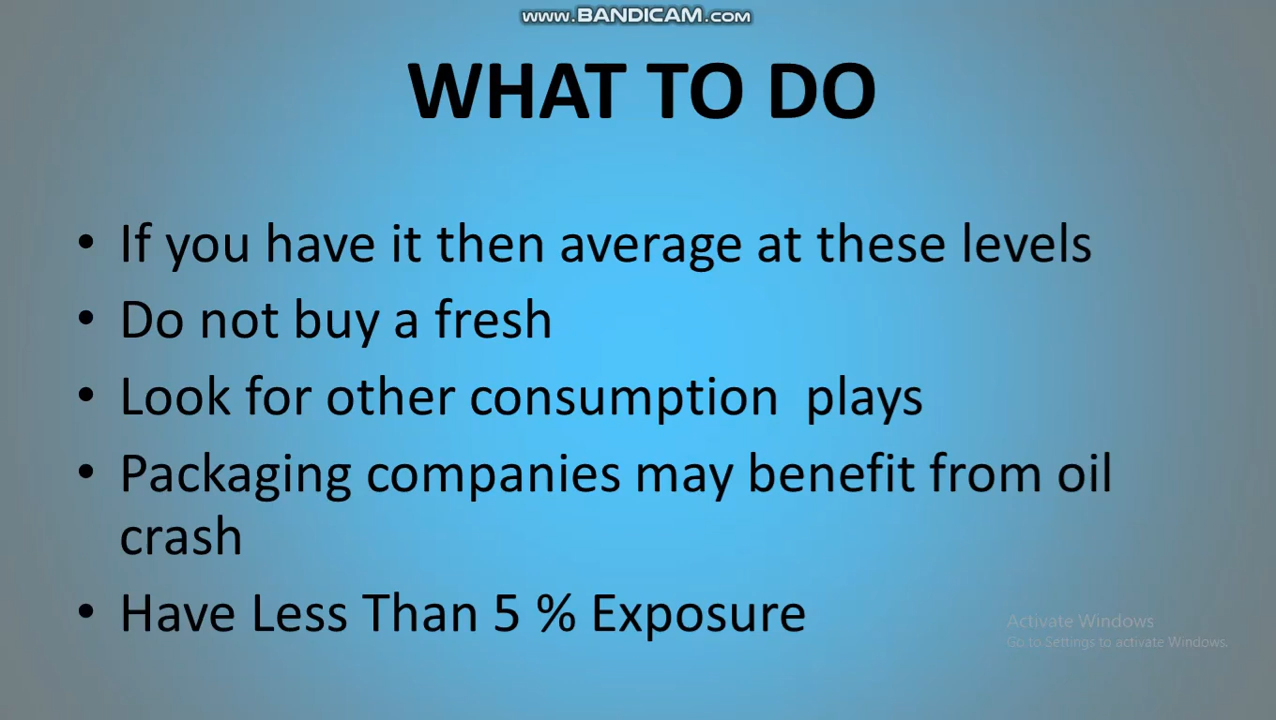 www.BANDICAM.com
WHAT TO DO
• If you have it then average at these levels
• Do not buy a fresh
• Look for other consumption  plays
• Packaging companies may benefit from oil
crash
• Have Less Than 5 % Exposure
Activate Windows
Go to Settings to activate Windows.